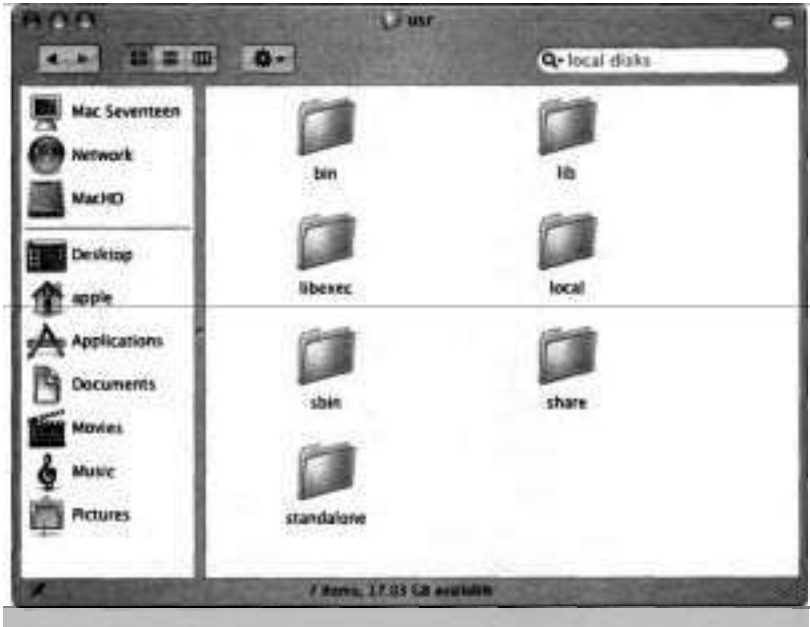 usr
local disks
Mac Seventeen
Network
MacHD
Desktop
apple
Applications
Documents
Movies
Music
Pictures
bin
lib
libexec
local
sbin
share
standalone
7 items, 17.03 GB available